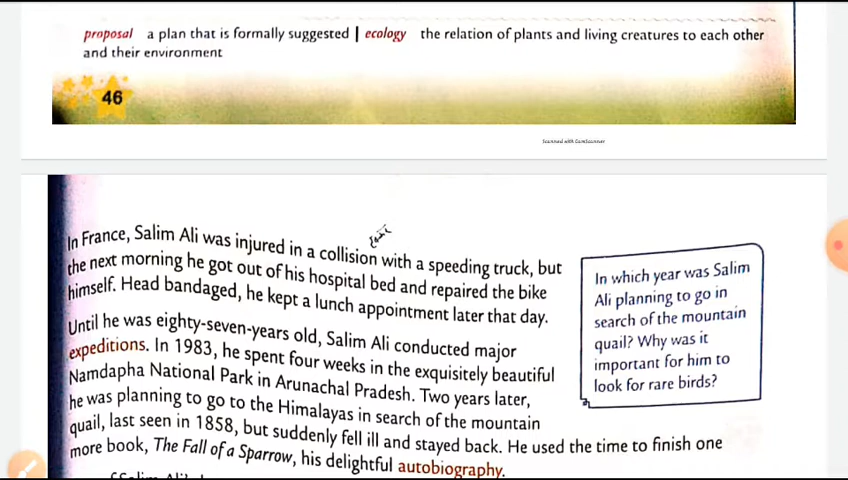 proposal a plan that is formally suggested | ecology the relation of plants and living creatures to each other
and their environment
46
Scanned with CamScanner
In France, Salim Ali was injured in a collision with a speeding truck, but
the next morning he got out of his hospital bed and repaired the bike
himself. Head bandaged, he kept a lunch appointment later that day.
Until he was eighty-seven-years old, Salim Ali conducted major
expeditions. In 1983, he spent four weeks in the exquisitely beautiful
Namdapha National Park in Arunachal Pradesh. Two years later,
he was planning to go to the Himalayas in search of the mountain
quail, last seen in 1858, but suddenly fell ill and stayed back. He used the time to finish one
more book, The Fall of a Sparrow, his delightful autobiography.
In which year was Salim
Ali planning to go in
search of the mountain
quail? Why was it
important for him to
look for rare birds?